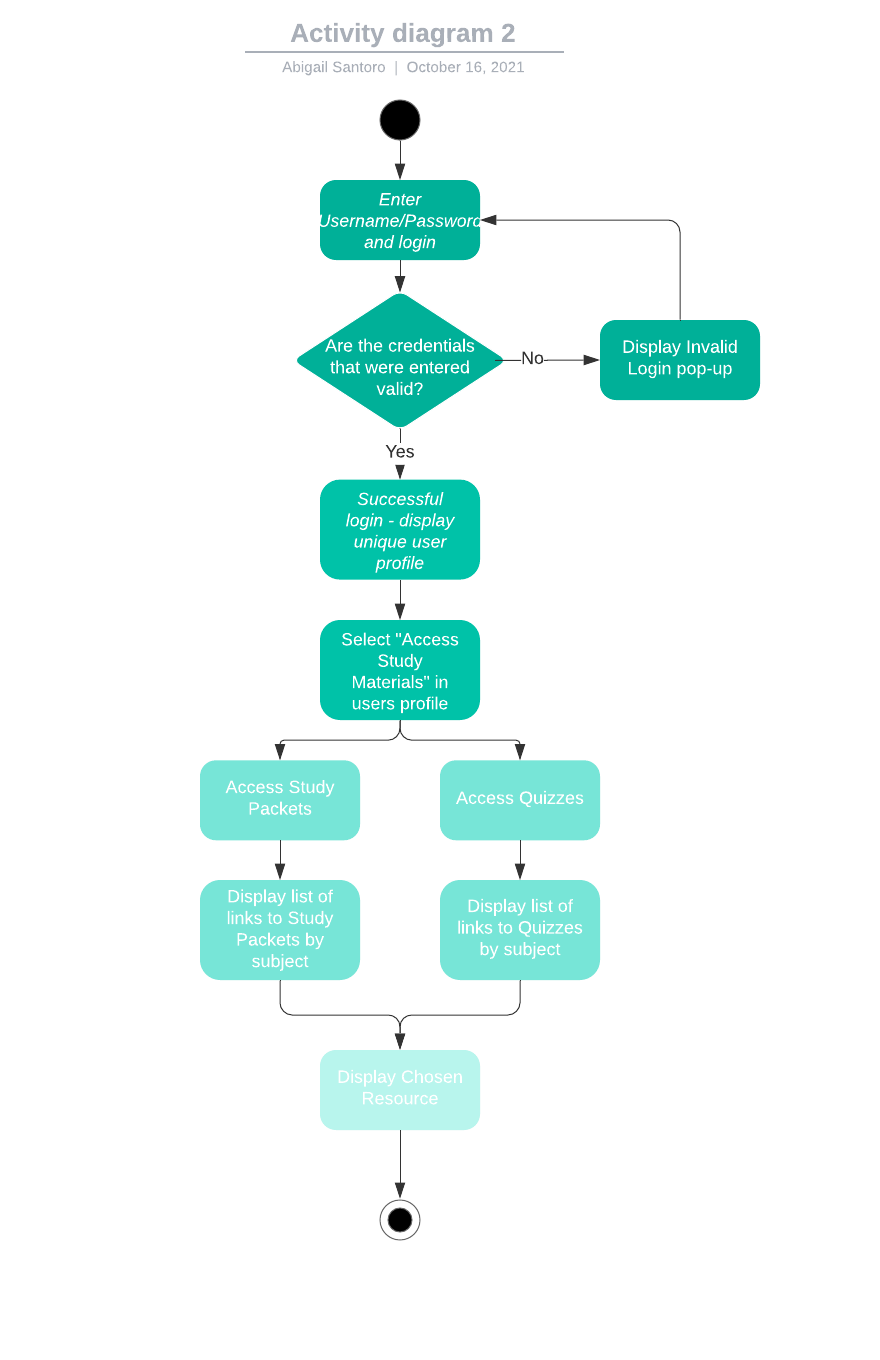 Activity diagram 2
Abigail Santoro | October 16, 2021
Enter
Username/Password
and login
Are the credentials
that were entered
valid?
No
Display Invalid
Login pop-up
Yes
Successful
login - display
unique user
profile
Select "Access
Study
Materials" in
users profile
Access Study
Packets
Access Quizzes
Display list of
links to Study
Packets by
subject
Display list of
links to Quizzes
by subject
Display Chosen
Resource